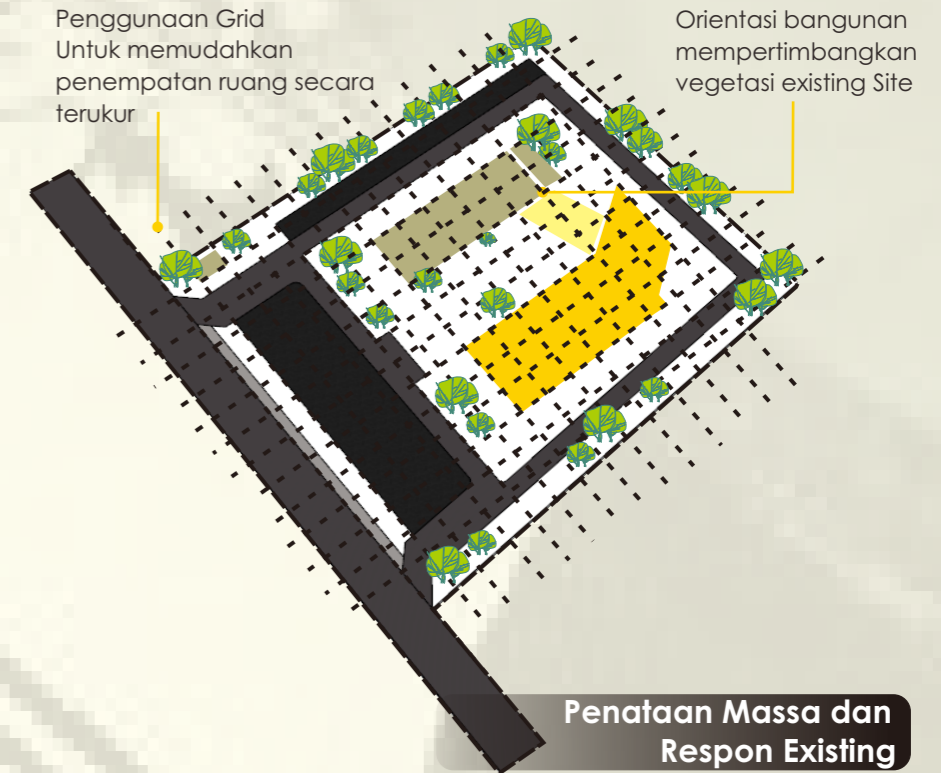 Penggunaan Grid
Untuk memudahkan
penempatan ruang secara
terukur
Orientasi bangunan
mempertimbangkan
vegetasi existing Site
Penataan Massa dan
Respon Existing